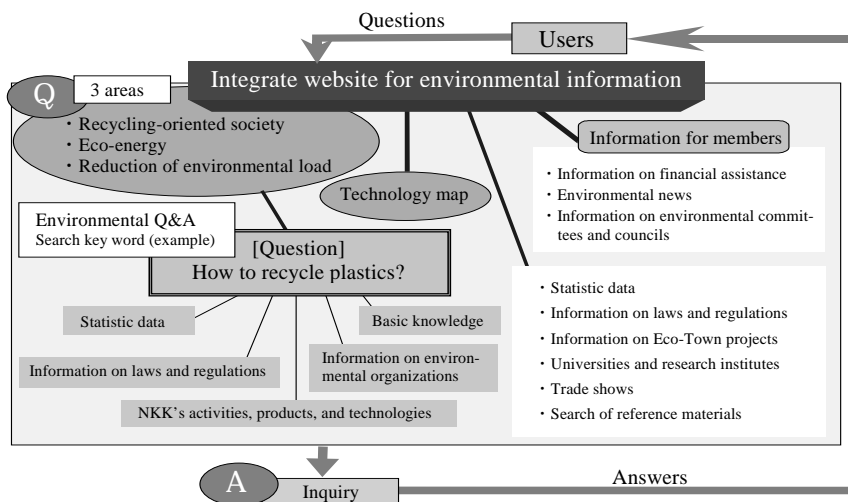 Questions
Users
Integrate website for environmental information
Q
3 areas
・Recycling-oriented society
・Eco-energy
・Reduction of environmental load
Technology map
Information for members
・Information on financial assistance
・Environmental news
・Information on environmental commit-
tees and councils
Environmental Q&A
Search key word (example)
[Question]
How to recycle plastics?
Statistic data
Basic knowledge
Information on laws and regulations
Information on environ-
mental organizations
NKK's activities, products, and technologies
・Statistic data
・Information on laws and regulations
・Information on Eco-Town projects
・Universities and research institutes
・Trade shows
・Search of reference materials
A
Inquiry
Answers